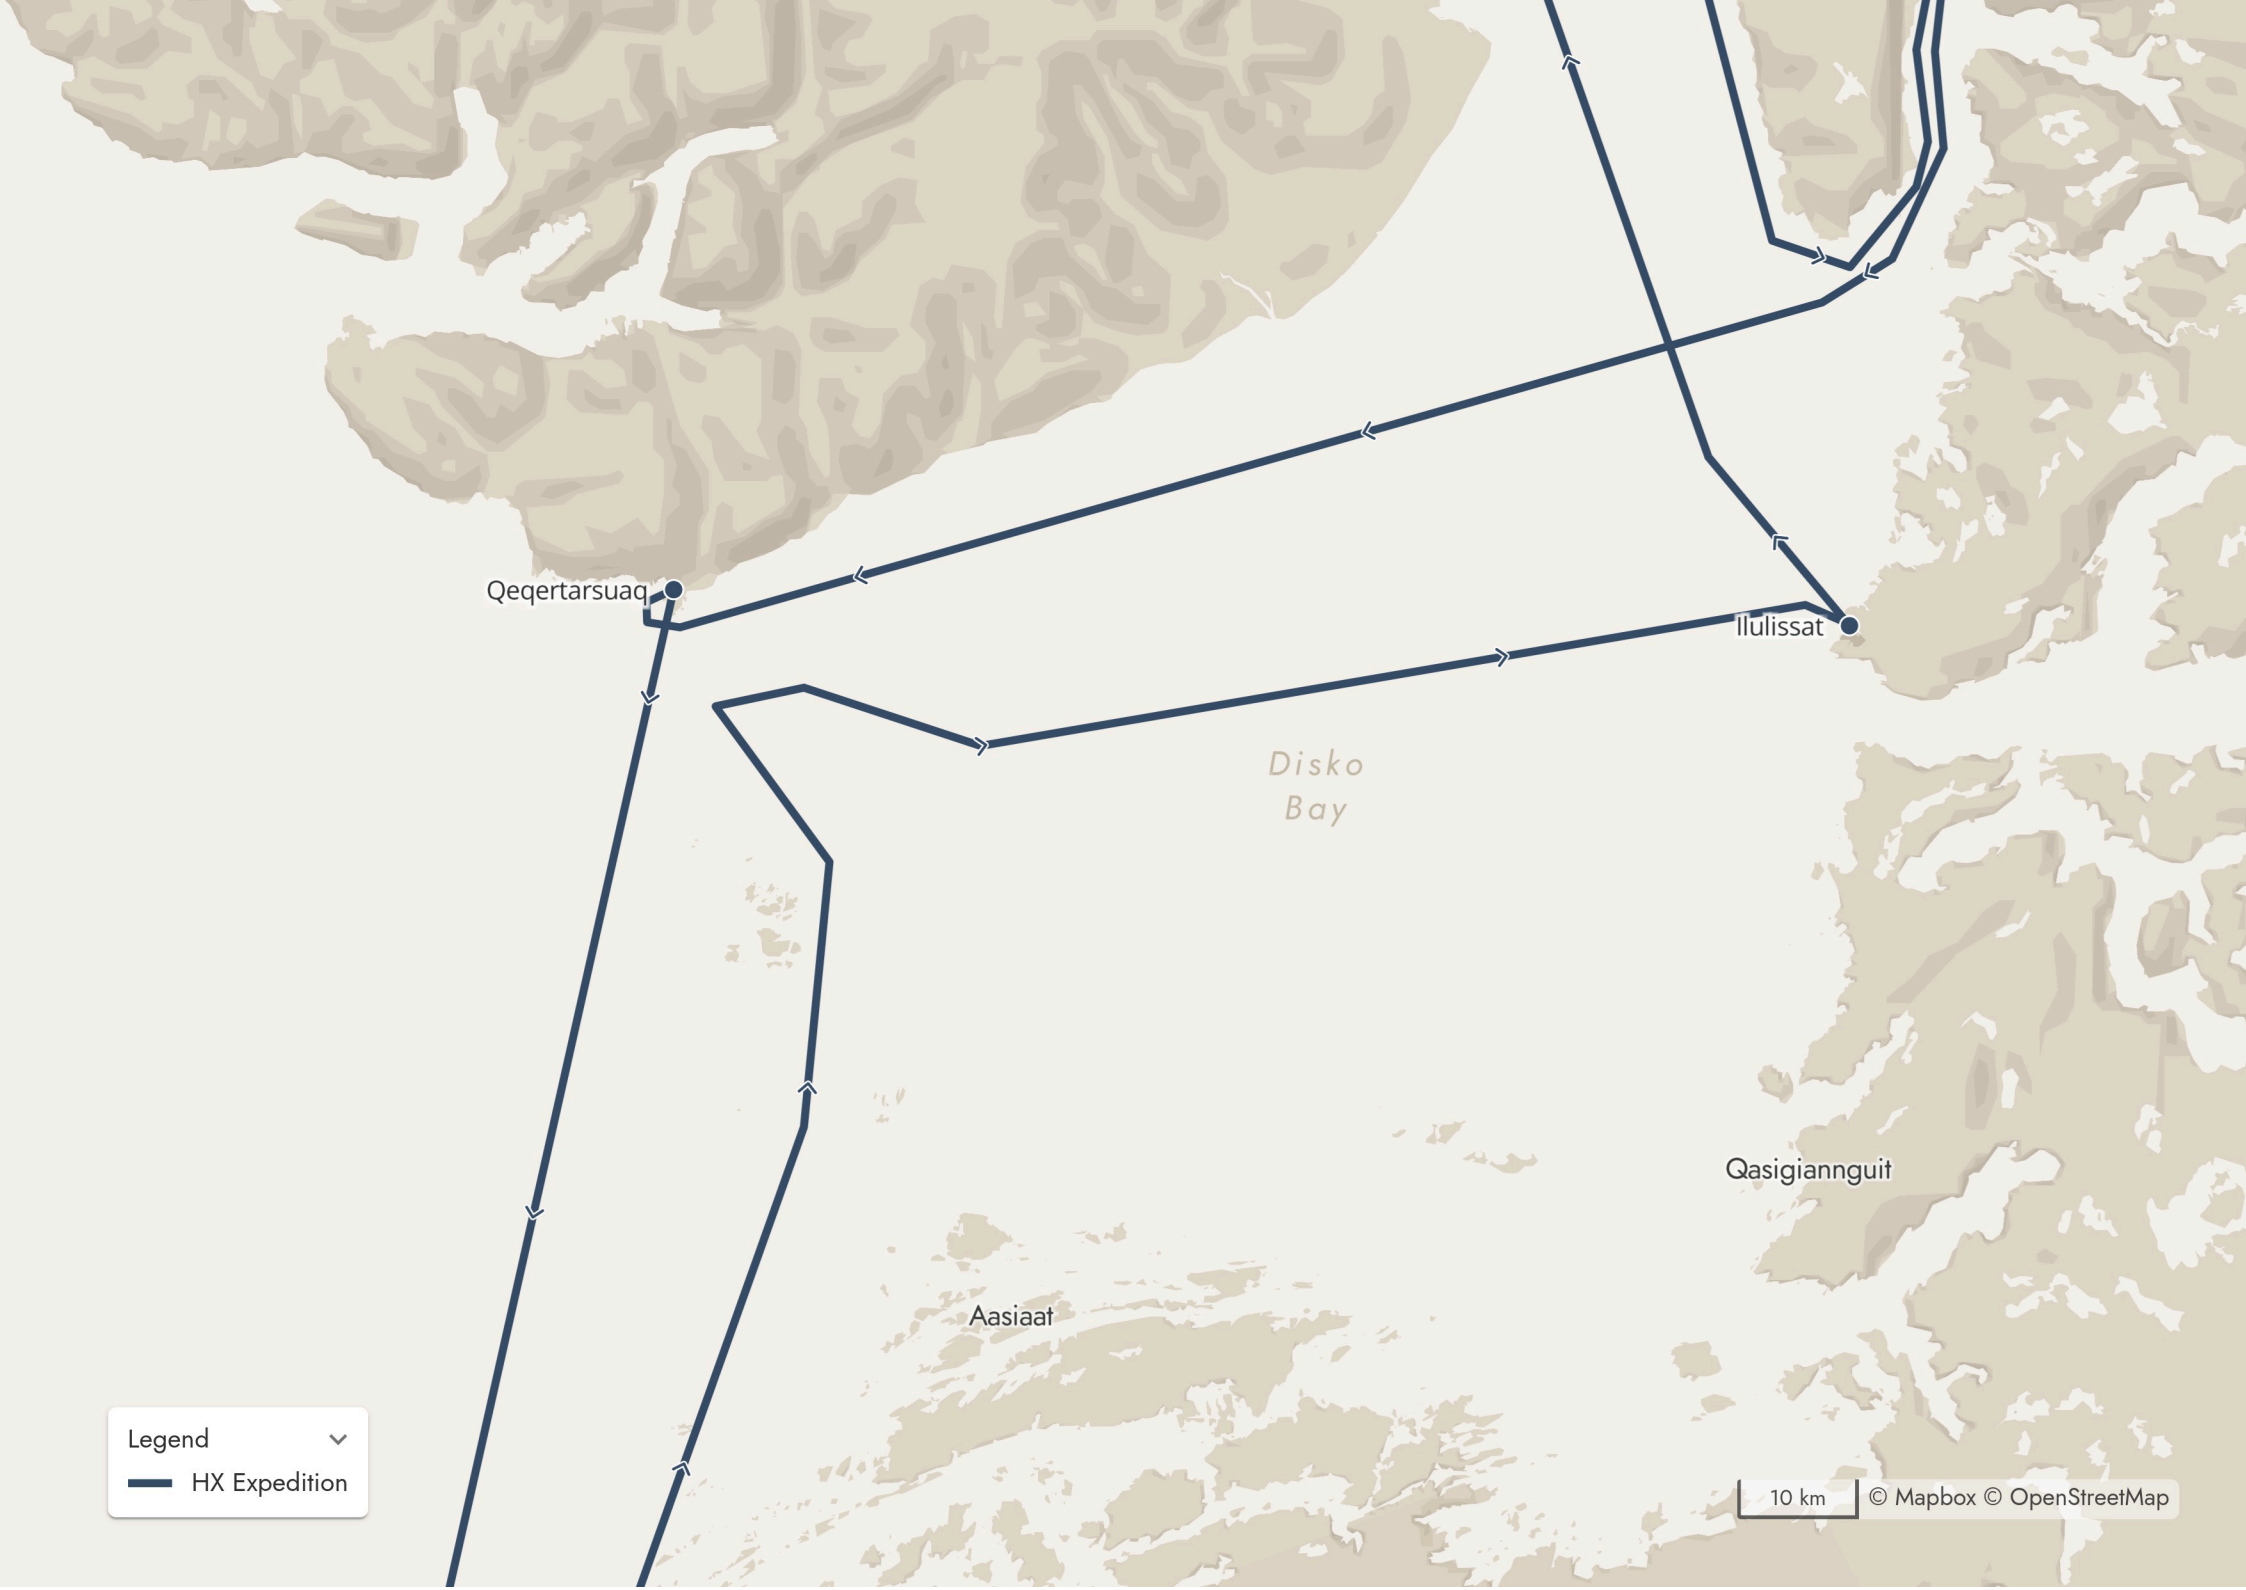 Qeqertarsuaq
Ilulissat
Disko
Bay
Qasigiannguit
Aasiaat
Legend
HX Expedition
10 km
© Mapbox © OpenStreetMap